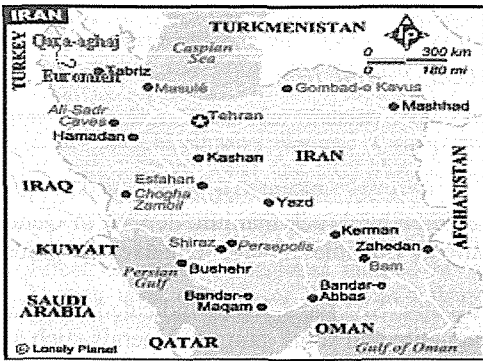 IRAN
TURKMENISTAN
TURKEY
Qara-aghaj
Caspian
Sea
0 300 km
0 180 mi
Tabriz
Masulé
Gombad-e Kavus
Mashhad
Ali-Sadr
Caves
Tehran
Hamadan
Kashan
IRAN
AFGHANISTAN
Esfahan
IRAQ
Chogha
Zambil
Yazd
Kerman
KUWAIT
Shiraz
Persepolis
Zahedan
Persian
Gulf
Bushehr
Bam
Bandar-e
Abbas
SAUDI
ARABIA
Bandar-e
Maqam
OMAN
© Lonely Planet
QATAR
Gulf of Oman